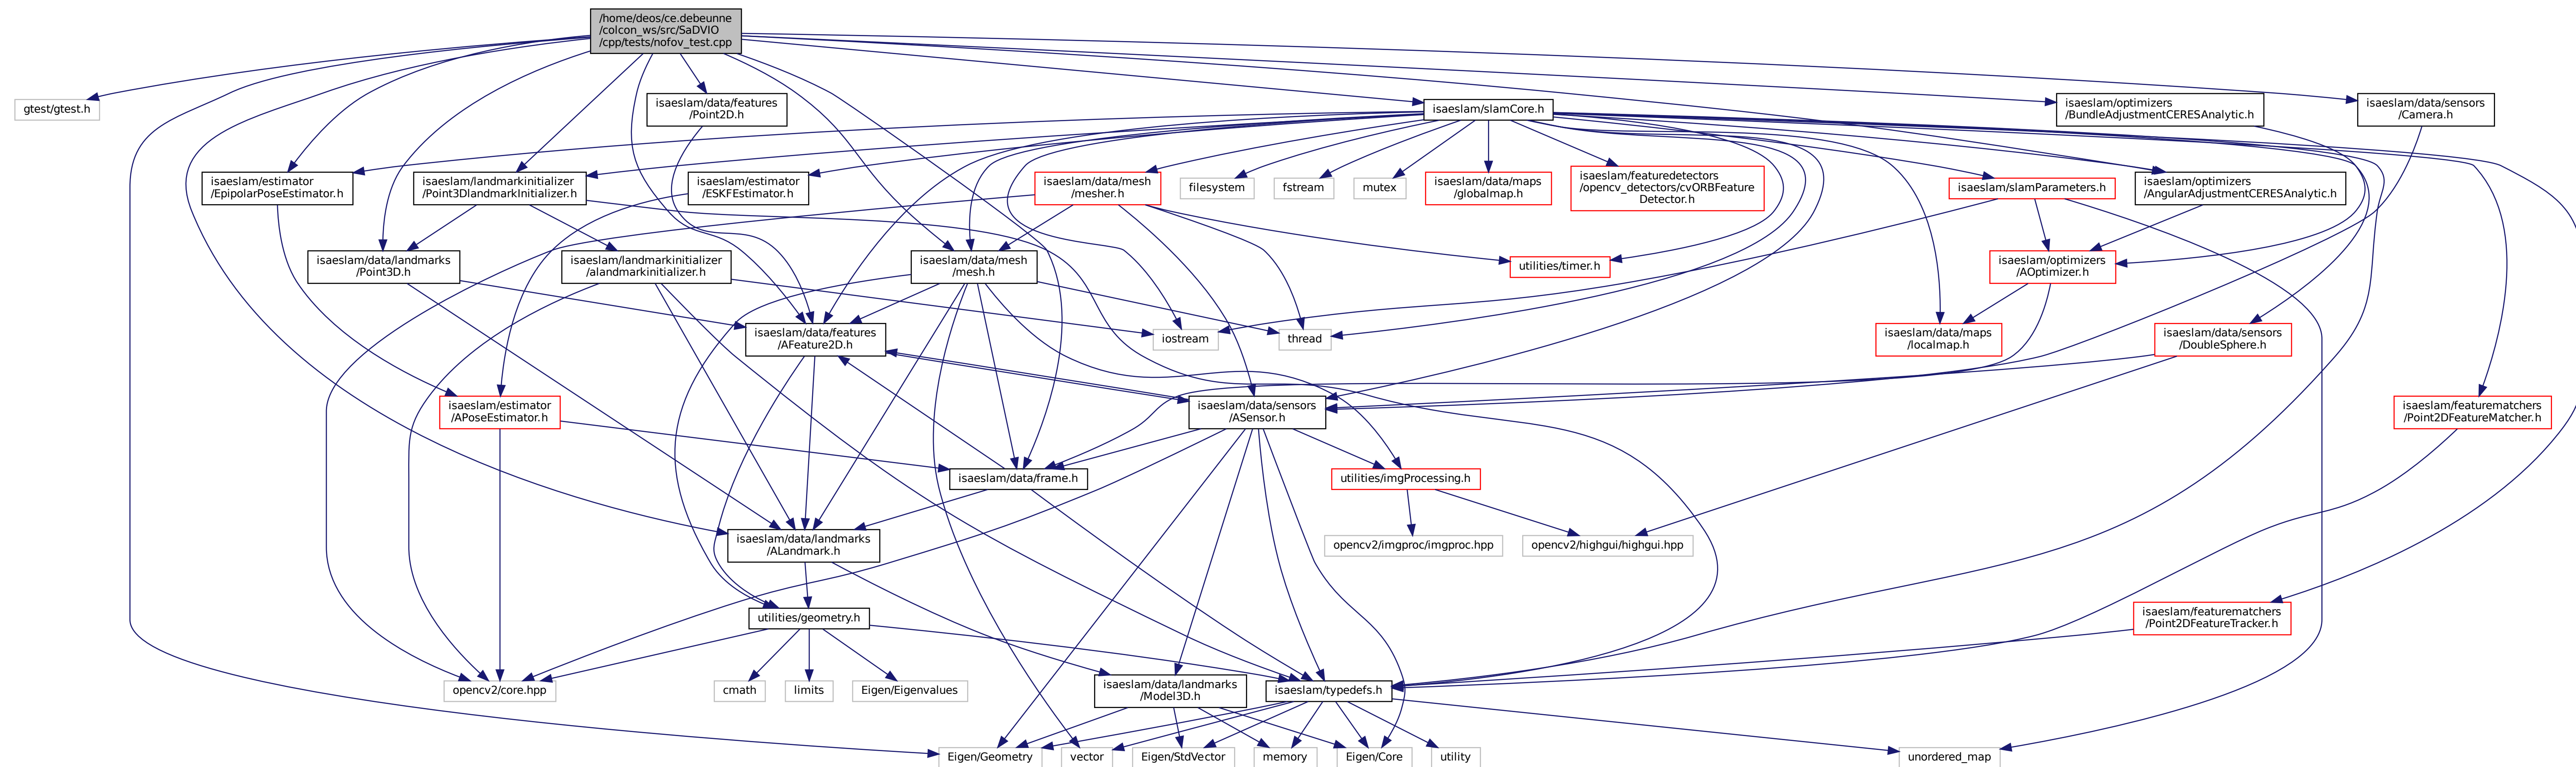 /home/deos/ce.debeunne
/colcon_ws/src/SaDVIO
/cpp/tests/nofov_test.cpp
gtest/gtest.h
isaeslam/data/features
/Point2D.h
isaeslam/slamCore.h
isaeslam/optimizers
/BundleAdjustmentCERESAnalytic.h
isaeslam/data/sensors
/Camera.h
isaeslam/estimator
/EpipolarPoseEstimator.h
isaeslam/landmarkinitializer
/Point3DlandmarkInitializer.h
isaeslam/estimator
/ESKFEstimator.h
isaeslam/data/mesh
/mesher.h
filesystem
fstream
mutex
isaeslam/data/maps
/globalmap.h
isaeslam/featuredetectors
/opencv_detectors/cvORBFeature
Detector.h
isaeslam/slamParameters.h
isaeslam/optimizers
/AngularAdjustmentCERESAnalytic.h
isaeslam/data/landmarks
/Point3D.h
isaeslam/landmarkinitializer
/alandmarkinitializer.h
isaeslam/data/mesh
/mesh.h
utilities/timer.h
isaeslam/optimizers
/AOptimizer.h
isaeslam/data/features
/AFeature2D.h
iostream
thread
isaeslam/data/maps
/localmap.h
isaeslam/data/sensors
/DoubleSphere.h
isaeslam/estimator
/APoseEstimator.h
isaeslam/data/sensors
/ASensor.h
isaeslam/featurematchers
/Point2DFeatureMatcher.h
isaeslam/data/frame.h
utilities/imgProcessing.h
isaeslam/data/landmarks
/ALandmark.h
opencv2/imgproc/imgproc.hpp
opencv2/highgui/highgui.hpp
utilities/geometry.h
isaeslam/featurematchers
/Point2DFeatureTracker.h
opencv2/core.hpp
cmath
limits
Eigen/Eigenvalues
isaeslam/data/landmarks
/Model3D.h
isaeslam/typedefs.h
Eigen/Geometry
vector
Eigen/StdVector
memory
Eigen/Core
utility
unordered_map